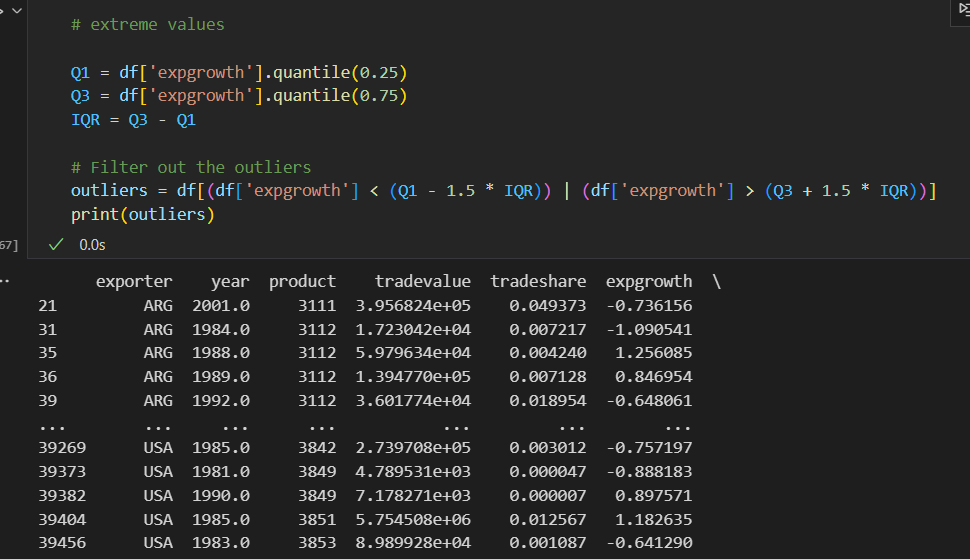 # extreme values
Q1 = df['expgrowth'].quantile(0.25)
Q3 = df['expgrowth'].quantile(0.75)
IQR = Q3 - Q1
# Filter out the outliers
outliers = df[(df['expgrowth'] < (Q1 - 1.5 * IQR)) | (df['expgrowth'] > (Q3 + 1.5 * IQR))]
print(outliers)
67] ✓ 0.0s
exporter year product tradevalue tradeshare expgrowth \
21 ARG 2001.0 3111 3.956824e+05 0.049373 -0.736156
31 ARG 1984.0 3112 1.723042e+04 0.007217 -1.090541
35 ARG 1988.0 3112 5.979634e+04 0.004240 1.256085
36 ARG 1989.0 3112 1.394770e+05 0.007128 0.846954
39 ARG 1992.0 3112 3.601774e+04 0.018954 -0.648061
... ... ... ... ... ... ...
39269 USA 1985.0 3842 2.739708e+05 0.003012 -0.757197
39373 USA 1981.0 3849 4.789531e+03 0.000047 -0.888183
39382 USA 1990.0 3849 7.178271e+03 0.000007 0.897571
39404 USA 1985.0 3851 5.754508e+06 0.012567 1.182635
39456 USA 1983.0 3853 8.989928e+04 0.001087 -0.641290